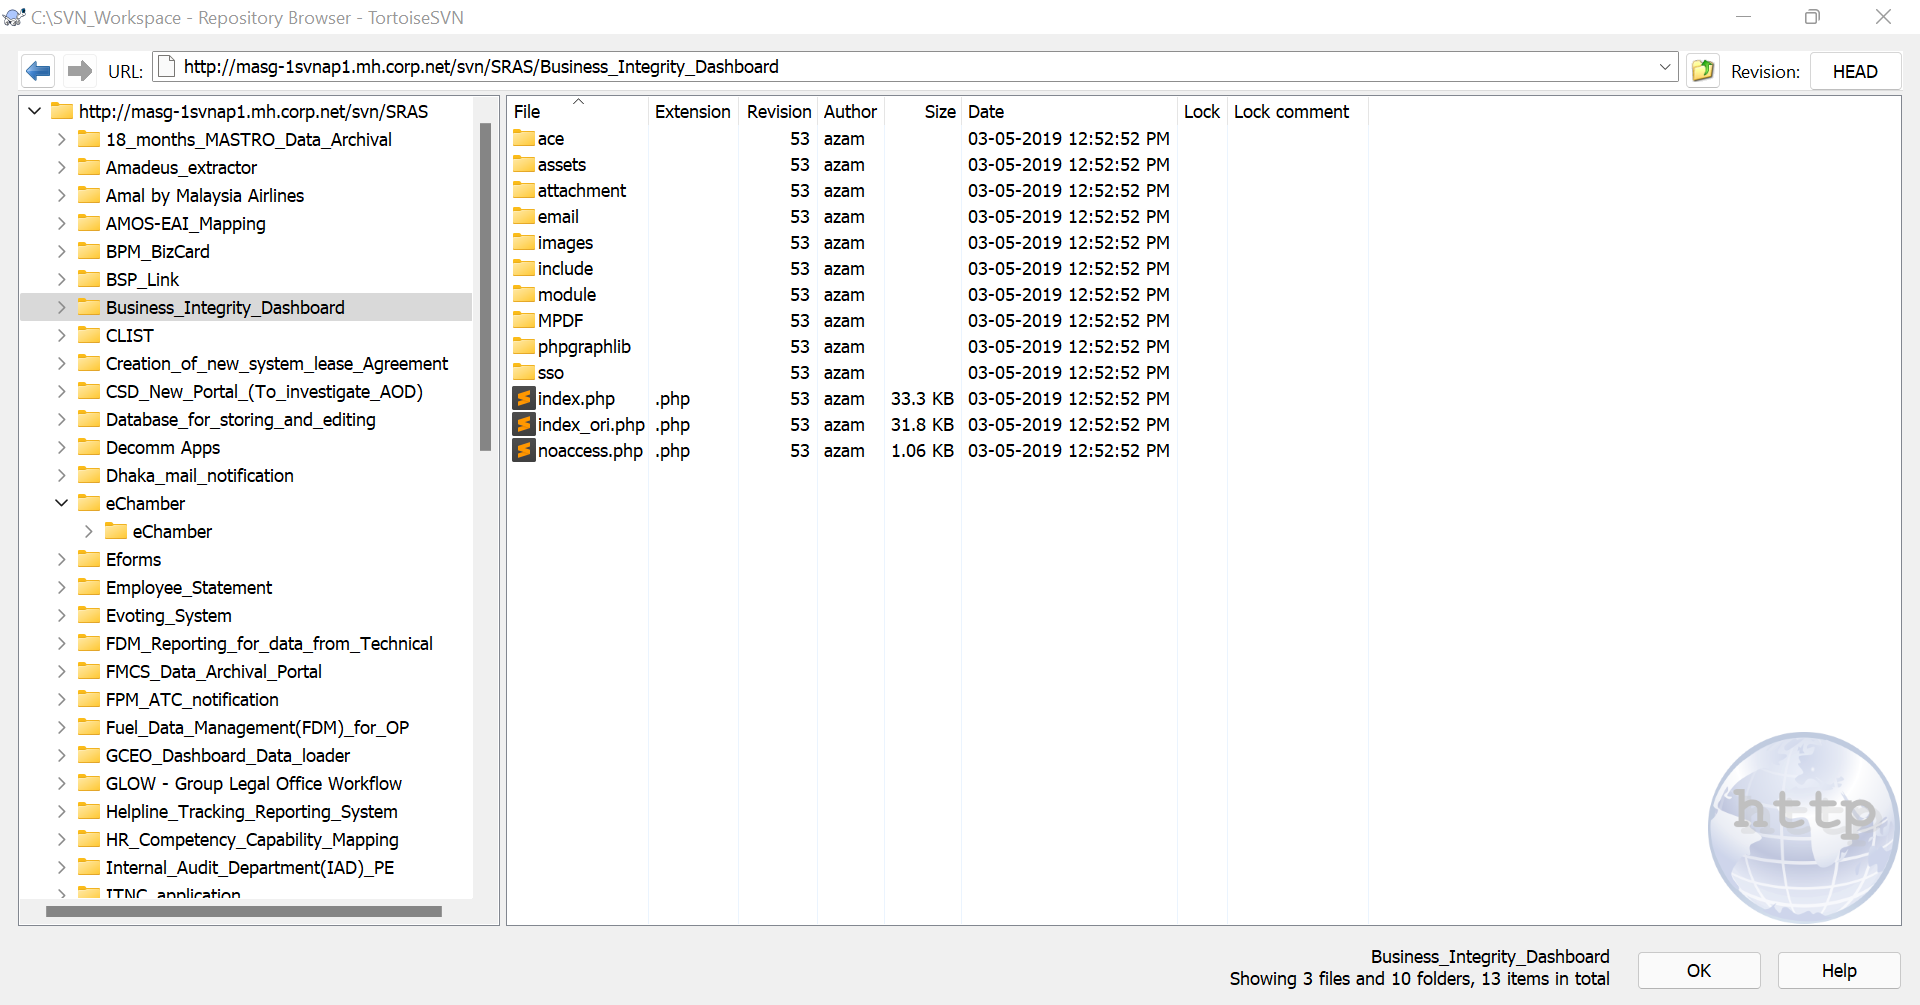 C:\SVN_Workspace - Repository Browser - TortoiseSVN
URL: http://masg-1svnap1.mh.corp.net/svn/SRAS/Business_Integrity_Dashboard Revision: HEAD
http://masg-1svnap1.mh.corp.net/svn/SRAS
18_months_MASTRO_Data_Archival
Amadeus_extractor
Amal by Malaysia Airlines
AMOS-EAI_Mapping
BPM_BizCard
BSP_Link
Business_Integrity_Dashboard
CLIST
Creation_of_new_system_lease_Agreement
CSD_New_Portal_(To_investigate_AOD)
Database_for_storing_and_editing
Decomm Apps
Dhaka_mail_notification
eChamber
eChamber
Eforms
Employee_Statement
Evoting_System
FDM_Reporting_for_data_from_Technical
FMCS_Data_Archival_Portal
FPM_ATC_notification
Fuel_Data_Management(FDM)_for_OP
GCEO_Dashboard_Data_loader
GLOW - Group Legal Office Workflow
Helpline_Tracking_Reporting_System
HR_Competency_Capability_Mapping
Internal_Audit_Department(IAD)_PE
ITNC_application
File Extension Revision Author Size Date Lock Lock comment
ace 53 azam 03-05-2019 12:52:52 PM
assets 53 azam 03-05-2019 12:52:52 PM
attachment 53 azam 03-05-2019 12:52:52 PM
email 53 azam 03-05-2019 12:52:52 PM
images 53 azam 03-05-2019 12:52:52 PM
include 53 azam 03-05-2019 12:52:52 PM
module 53 azam 03-05-2019 12:52:52 PM
MPDF 53 azam 03-05-2019 12:52:52 PM
phpgraphlib 53 azam 03-05-2019 12:52:52 PM
sso 53 azam 03-05-2019 12:52:52 PM
index.php .php 53 azam 33.3 KB 03-05-2019 12:52:52 PM
index_ori.php .php 53 azam 31.8 KB 03-05-2019 12:52:52 PM
noaccess.php .php 53 azam 1.06 KB 03-05-2019 12:52:52 PM
http
Business_Integrity_Dashboard
Showing 3 files and 10 folders, 13 items in total
OK Help